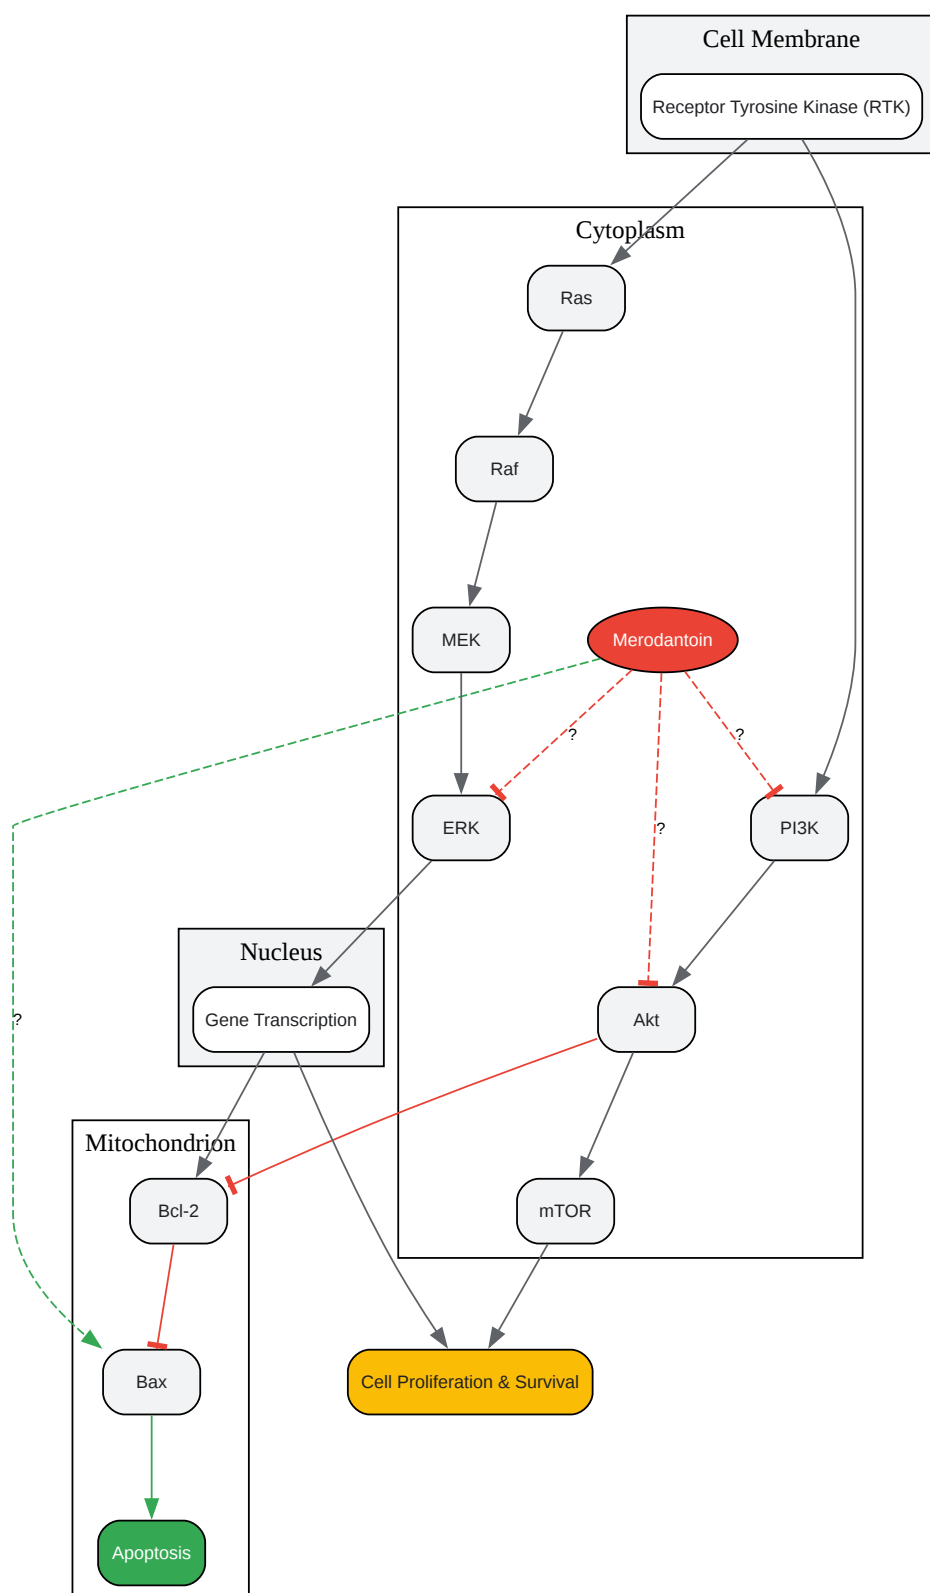 Cell Membrane
Receptor Tyrosine Kinase (RTK)
Cytoplasm
Ras
Raf
MEK
Merodantoin
?
?
ERK
?
PI3K
Nucleus
Gene Transcription
?
Akt
Mitochondrion
Bcl-2
mTOR
Bax
Cell Proliferation & Survival
Apoptosis